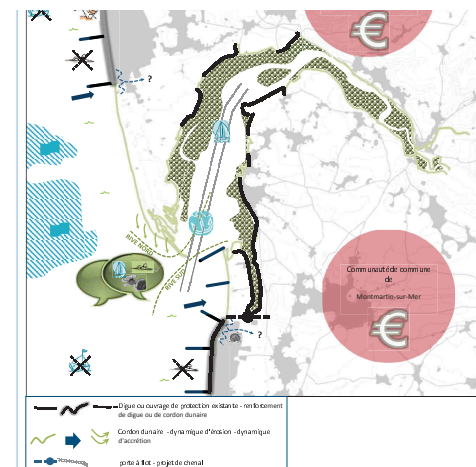 ?
€
RIVE NORD
RIVE SUD
Communauté de commune
de
Montmartin-sur-Mer
€
?
Digue ou ouvrage de protection existante - renforcement
de digue ou de cordon dunaire
Cordon dunaire - dynamique d'érosion - dynamique
d'accrétion
porte à flot - projet de chenal